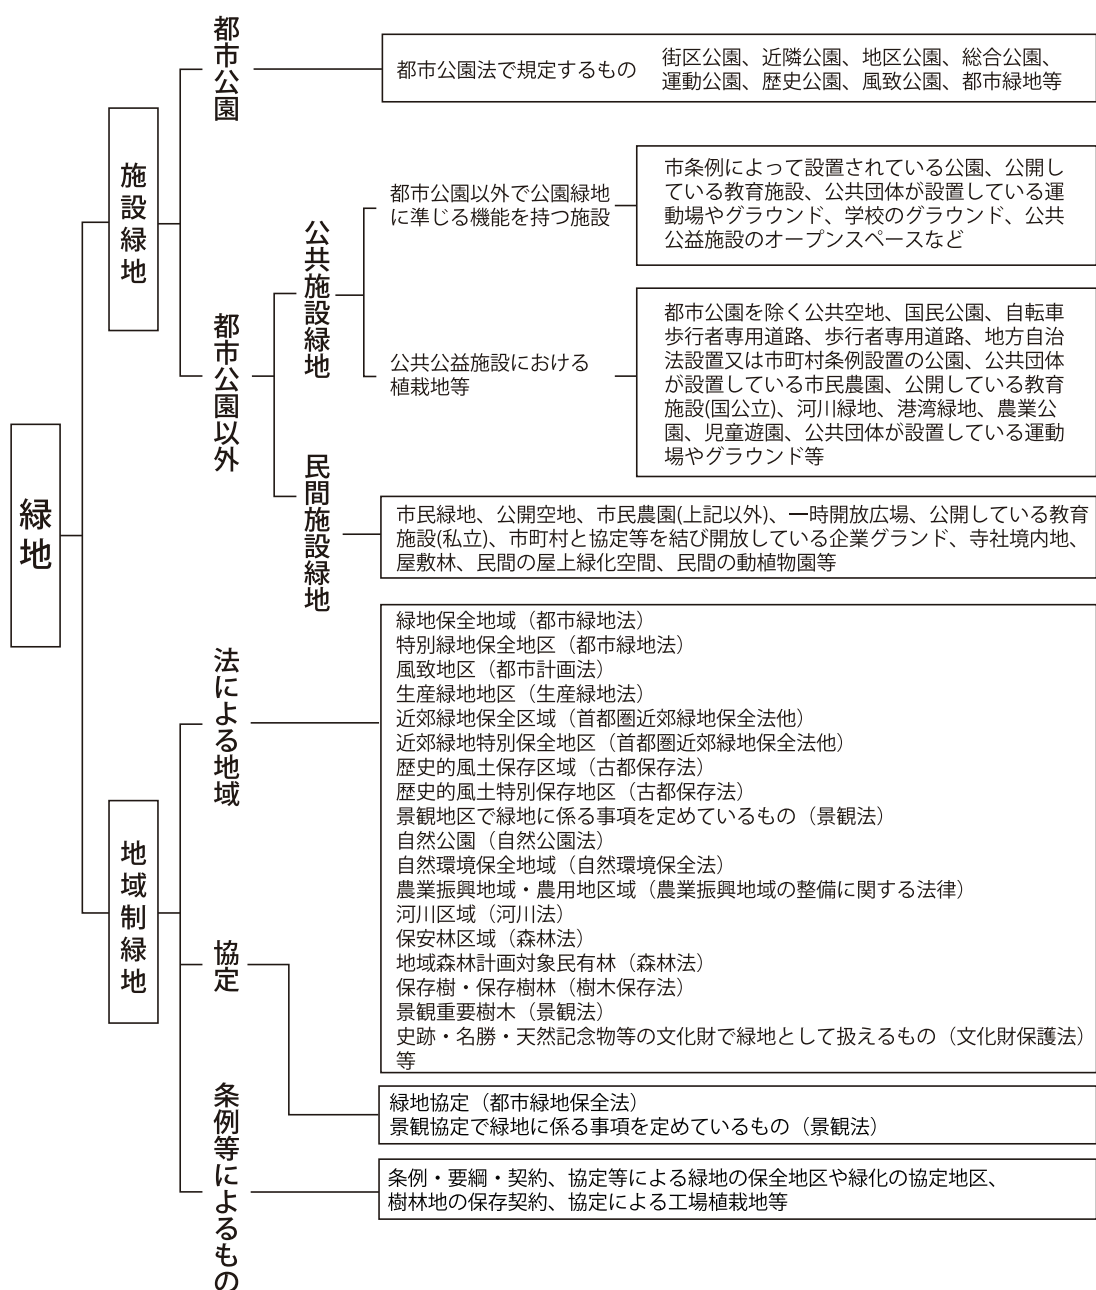 緑地
施設緑地
都市公園
都市公園法で規定するもの
街区公園、近隣公園、地区公園、総合公園、
運動公園、歴史公園、風致公園、都市緑地等
都市公園以外
公共施設緑地
都市公園以外で公園緑地
に準じる機能を持つ施設
市条例によって設置されている公園、公開し
ている教育施設、公共団体が設置している運
動場やグラウンド、学校のグラウンド、公共
公益施設のオープンスペースなど
公共公益施設における
植栽地等
都市公園を除く公共空地、国民公園、自転車
歩行者専用道路、歩行者専用道路、地方自治
法設置又は市町村条例設置の公園、公共団体
が設置している市民農園、公開している教育
施設(国公立)、河川緑地、港湾緑地、農業公
園、児童遊園、公共団体が設置している運動
場やグラウンド等
民間施設緑地
市民緑地、公開空地、市民農園(上記以外)、一時開放広場、公開している教育
施設(私立)、市町村と協定等を結び開放している企業グランド、寺社境内地、
屋敷林、民間の屋上緑化空間、民間の動植物園等
地域制緑地
法による地域
緑地保全地域（都市緑地法）
特別緑地保全地区（都市緑地法）
風致地区（都市計画法）
生産緑地地区（生産緑地法）
近郊緑地保全区域（首都圏近郊緑地保全法他）
近郊緑地特別保全地区（首都圏近郊緑地保全法他）
歴史的風土保存区域（古都保存法）
歴史的風土特別保存地区（古都保存法）
景観地区で緑地に係る事項を定めているもの（景観法）
自然公園（自然公園法）
自然環境保全地域（自然環境保全法）
農業振興地域・農用地区域（農業振興地域の整備に関する法律）
河川区域（河川法）
保安林区域（森林法）
地域森林計画対象民有林（森林法）
保存樹・保存樹林（樹木保存法）
景観重要樹木（景観法）
史跡・名勝・天然記念物等の文化財で緑地として扱えるもの（文化財保護法）
等
協定
緑地協定（都市緑地保全法）
景観協定で緑地に係る事項を定めているもの（景観法）
条例等によるもの
条例・要綱・契約、協定等による緑地の保全地区や緑化の協定地区、
樹林地の保存契約、協定による工場植栽地等